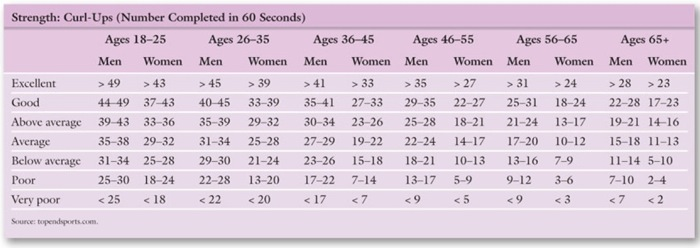 Strength: Curl-Ups (Number Completed in 60 Seconds)
Ages 18–25 Ages 26–35 Ages 36–45 Ages 46–55 Ages 56–65 Ages 65+
Men Women Men Women Men Women Men Women Men Women Men Women
Excellent > 49 > 43 > 45 > 39 > 41 > 33 > 35 > 27 > 31 > 24 > 28 > 23
Good 44–49 37–43 40–45 33–39 35–41 27–33 29–35 22–27 25–31 18–24 22–28 17–23
Above average 39–43 33–36 35–39 29–32 30–34 23–26 25–28 18–21 21–24 13–17 19–21 14–16
Average 35–38 29–32 31–34 25–28 27–29 19–22 22–24 14–17 17–20 10–12 15–18 11–13
Below average 31–34 25–28 29–30 21–24 23–26 15–18 18–21 10–13 13–16 7–9 11–14 5–10
Poor 25–30 18–24 22–28 13–20 17–22 7–14 13–17 5–9 9–12 3–6 7–10 2–4
Very poor < 25 < 18 < 22 < 20 < 17 < 7 < 9 < 5 < 9 < 3 < 7 < 2
Source: topendsports.com.